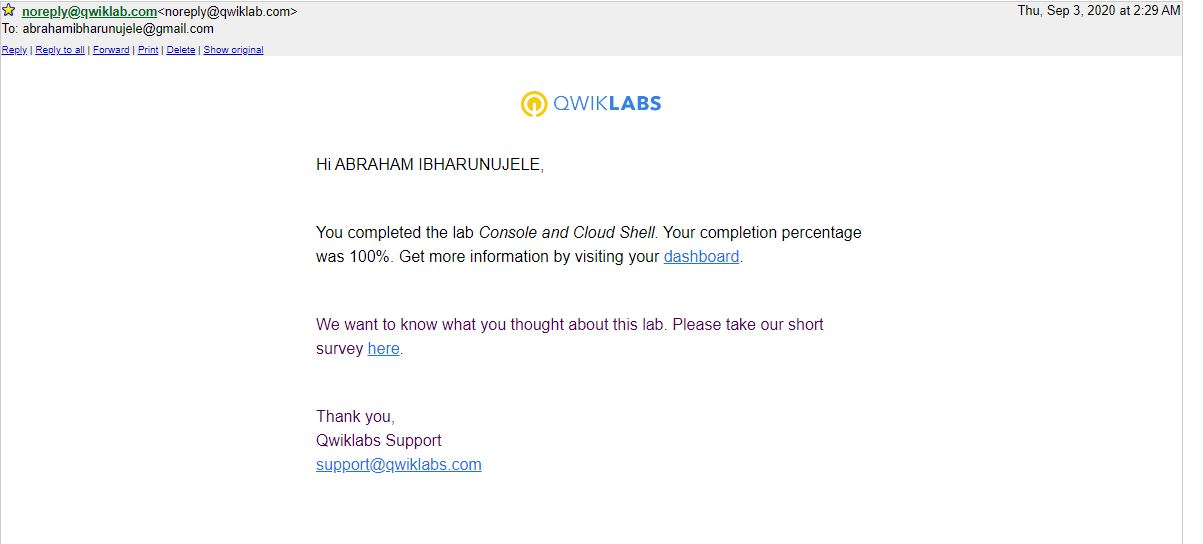 noreply@qwiklab.com<noreply@qwiklab.com>
Thu, Sep 3, 2020 at 2:29 AM
To: abrahamibharunujele@gmail.com
Reply | Reply to all | Forward | Print | Delete | Show original
QWIKLABS
Hi ABRAHAM IBHARUNUJELE,
You completed the lab Console and Cloud Shell. Your completion percentage
was 100%. Get more information by visiting your dashboard.
We want to know what you thought about this lab. Please take our short
survey here.
Thank you,
Qwiklabs Support
support@qwiklabs.com